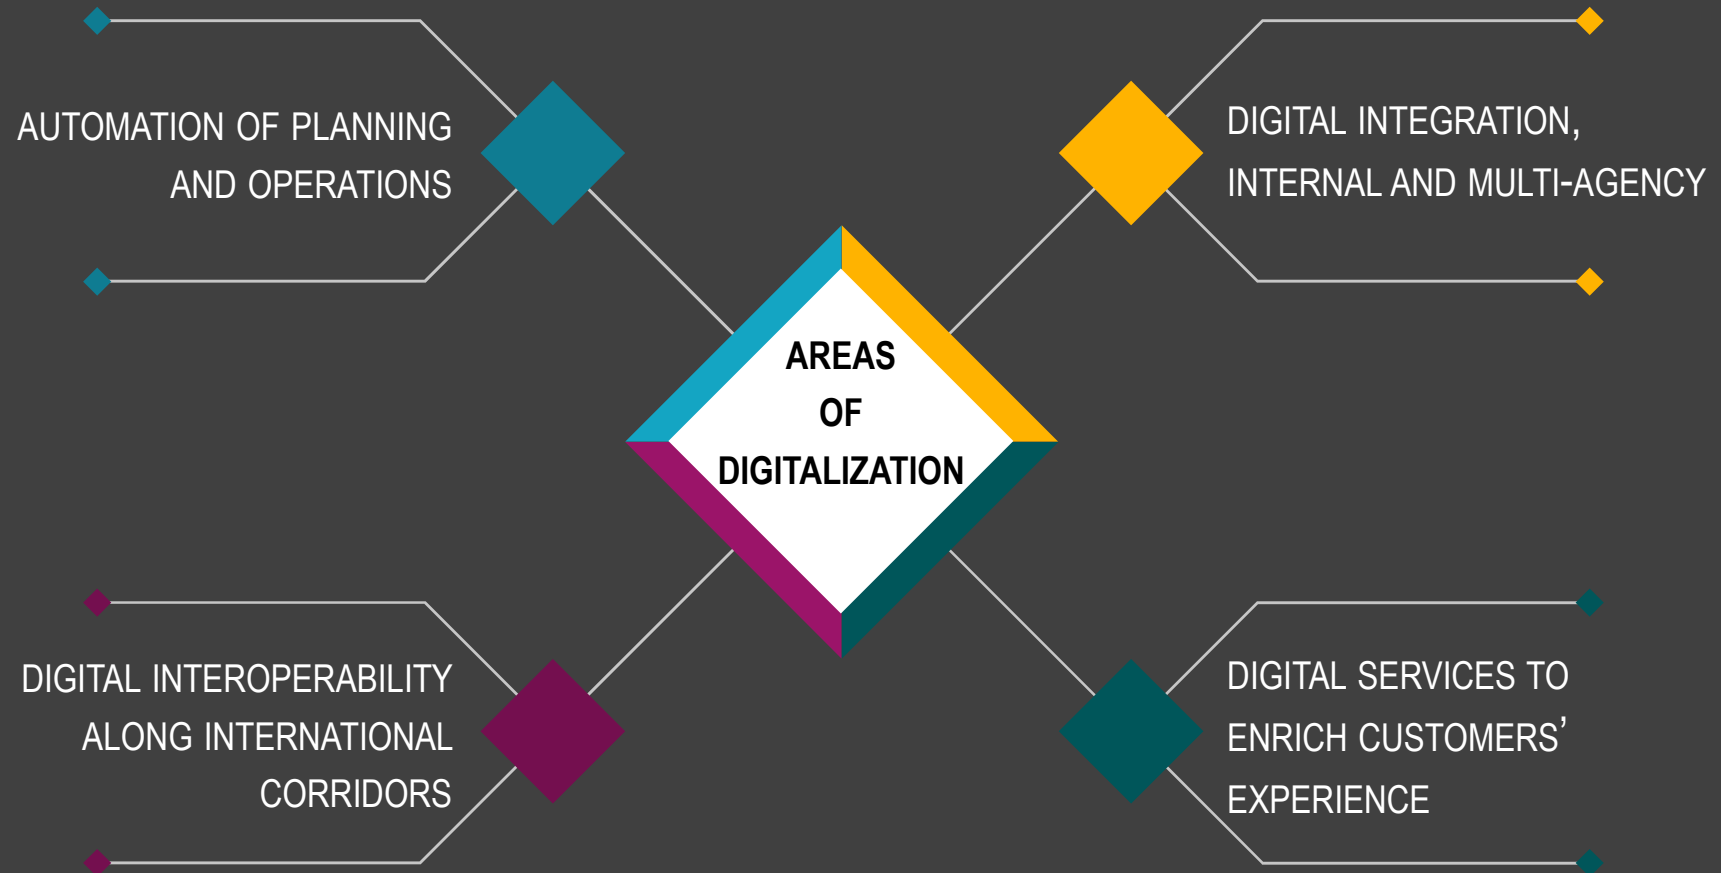 AUTOMATION OF PLANNING
AND OPERATIONS
DIGITAL INTEGRATION,
INTERNAL AND MULTI-AGENCY
AREAS
OF
DIGITALIZATION
DIGITAL INTEROPERABILITY
ALONG INTERNATIONAL
CORRIDORS
DIGITAL SERVICES TO
ENRICH CUSTOMERS’
EXPERIENCE